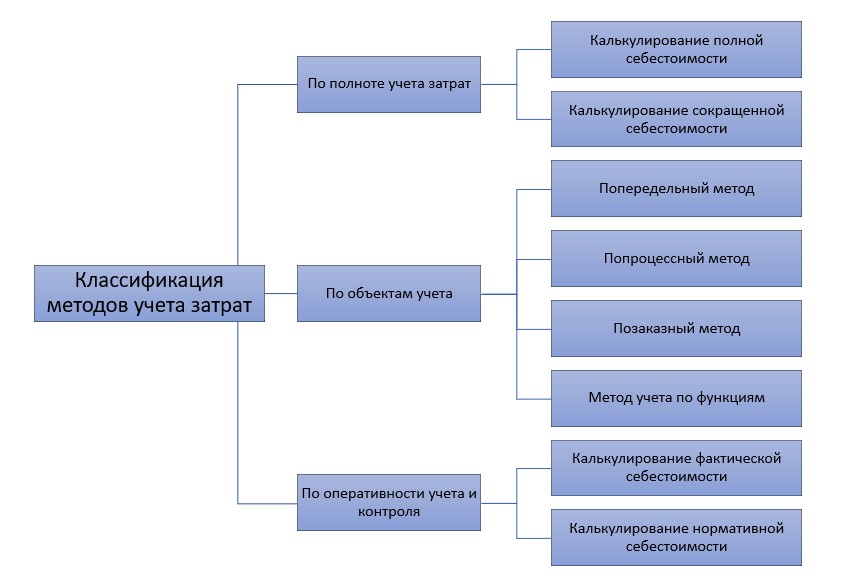 Классификация
методов учета затрат
По полноте учета затрат
Калькулирование полной
себестоимости
Калькулирование сокращенной
себестоимости
По объектам учета
Попередельный метод
Попроцессный метод
Позаказный метод
Метод учета по функциям
По оперативности учета и
контроля
Калькулирование фактической
себестоимости
Калькулирование нормативной
себестоимости